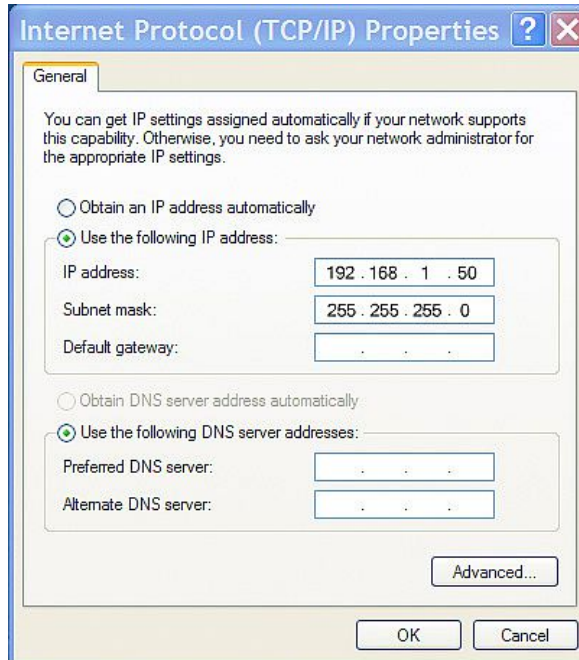 Internet Protocol (TCP/IP) Properties ? X
General
You can get IP settings assigned automatically if your network supports
this capability. Otherwise, you need to ask your network administrator for
the appropriate IP settings.
Obtain an IP address automatically
Use the following IP address:
IP address: 192 . 168 . 1 . 50
Subnet mask: 255 . 255 . 255 . 0
Default gateway: . . .
Obtain DNS server address automatically
Use the following DNS server addresses:
Preferred DNS server: . . .
Alternate DNS server: . . .
Advanced...
OK Cancel